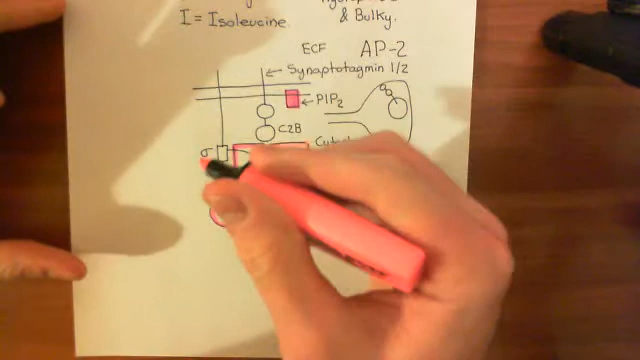 I = Isoleucine
& Bulky.
ECF
AP-2
Synaptotagmin 1/2
PIP2
C2B
σ